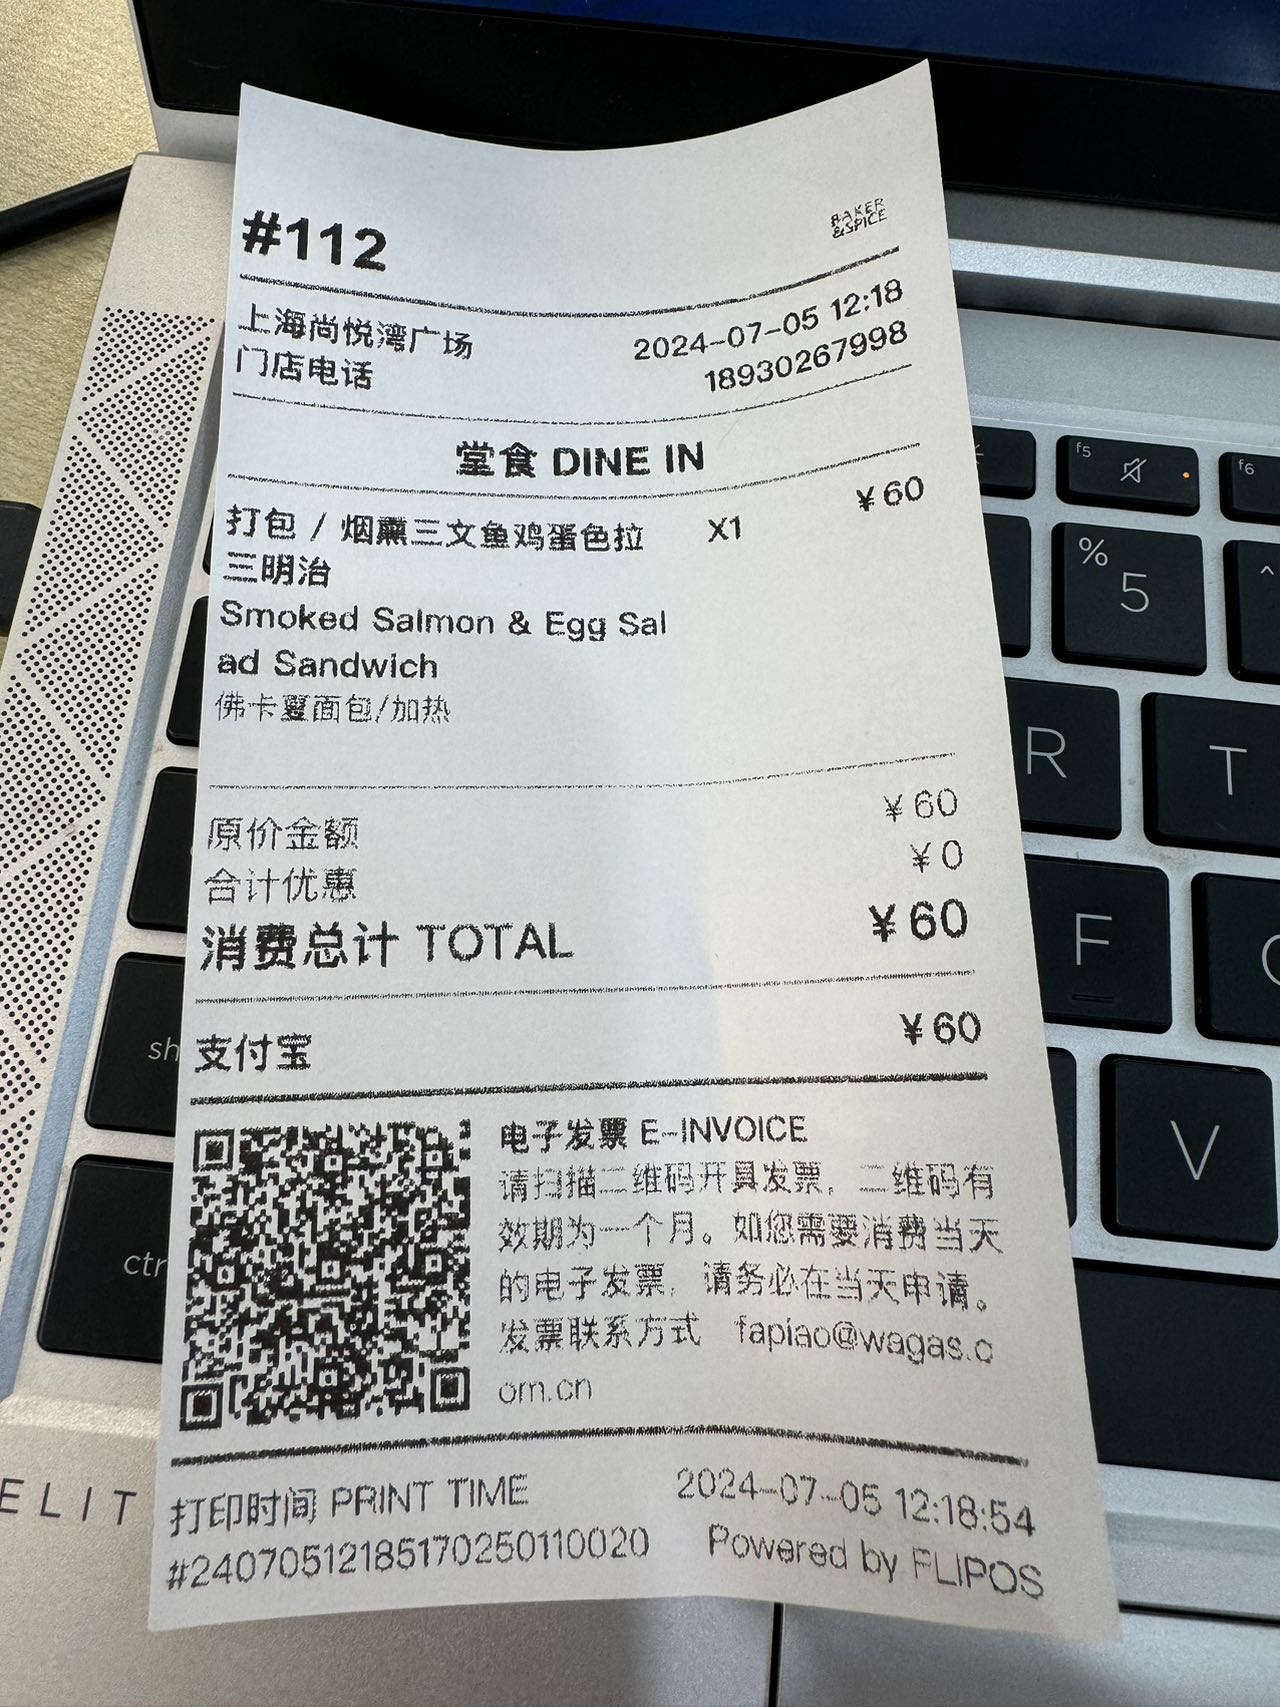 #112
BAKER
&SPICE
上海尚悦湾广场 2024-07-05 12:18
门店电话 18930267998
堂食 DINE IN
打包 / 烟熏三文鱼鸡蛋色拉 X1 ¥60
三明治
Smoked Salmon & Egg Sal
ad Sandwich
佛卡夏面包/加热
原价金额 ¥60
合计优惠 ¥0
消费总计 TOTAL ¥60
支付宝 ¥60
电子发票 E-INVOICE
请扫描二维码开具发票，二维码有
效期为一个月。如您需要消费当天
的电子发票，请务必在当天申请。
发票联系方式 fapiao@wagas.c
om.cn
打印时间 PRINT TIME 2024-07-05 12:18:54
#24070512185170250110020 Powered by FLIPOS
f5
f6
%
5
^
R
T
F
V
sh
ctr
ELIT